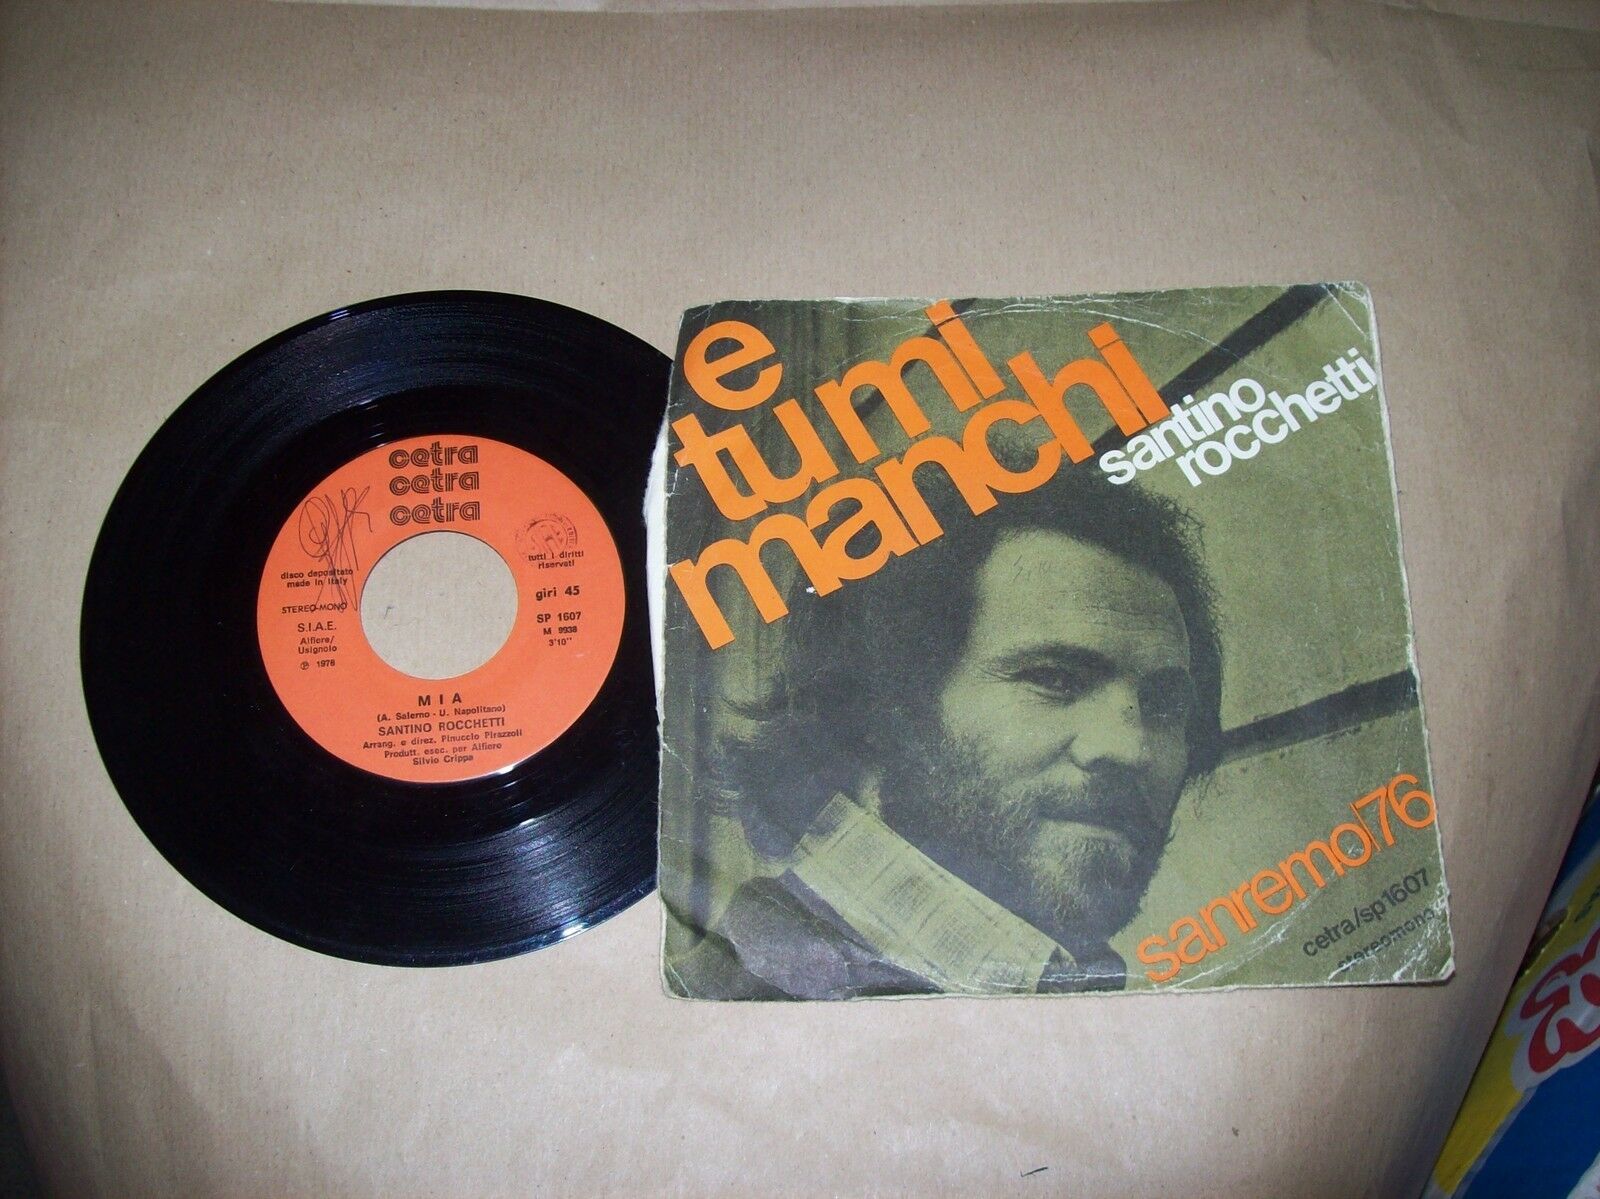 cetra
cetra
cetra
disco depositato
made in Italy
STEREO-MONO
S.I.A.E.
Alfiere/
Usignolo
℗ 1976
tutti i diritti
riservati
giri 45
SP 1607
M 9938
3'10"
MIA
(A. Salerno - U. Napolitano)
SANTINO ROCCHETTI
Arrang. e direz. Pinuccio Pirazzoli
Produtt. esec. per Alfiere
Silvio Crippa
e
tu mi
manchi
santino
rocchetti
sanremo/76
cetra/sp1607
stereomono